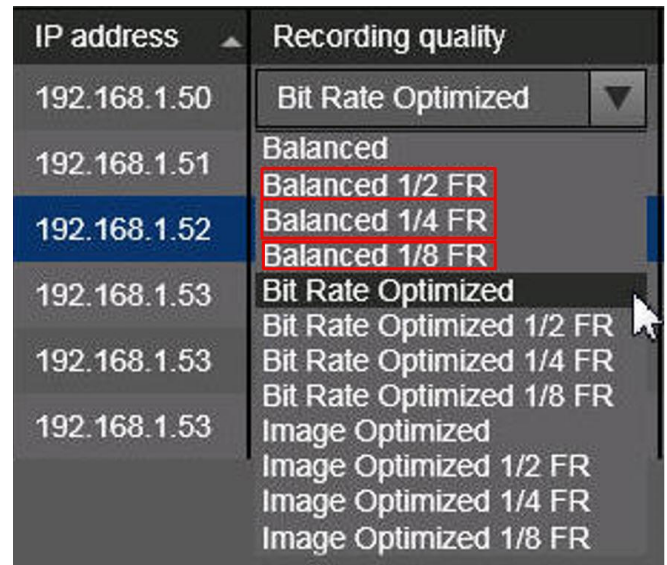 IP address Recording quality
192.168.1.50 Bit Rate Optimized
192.168.1.51
192.168.1.52
192.168.1.53
192.168.1.53
192.168.1.53
Balanced
Balanced 1/2 FR
Balanced 1/4 FR
Balanced 1/8 FR
Bit Rate Optimized
Bit Rate Optimized 1/2 FR
Bit Rate Optimized 1/4 FR
Bit Rate Optimized 1/8 FR
Image Optimized
Image Optimized 1/2 FR
Image Optimized 1/4 FR
Image Optimized 1/8 FR